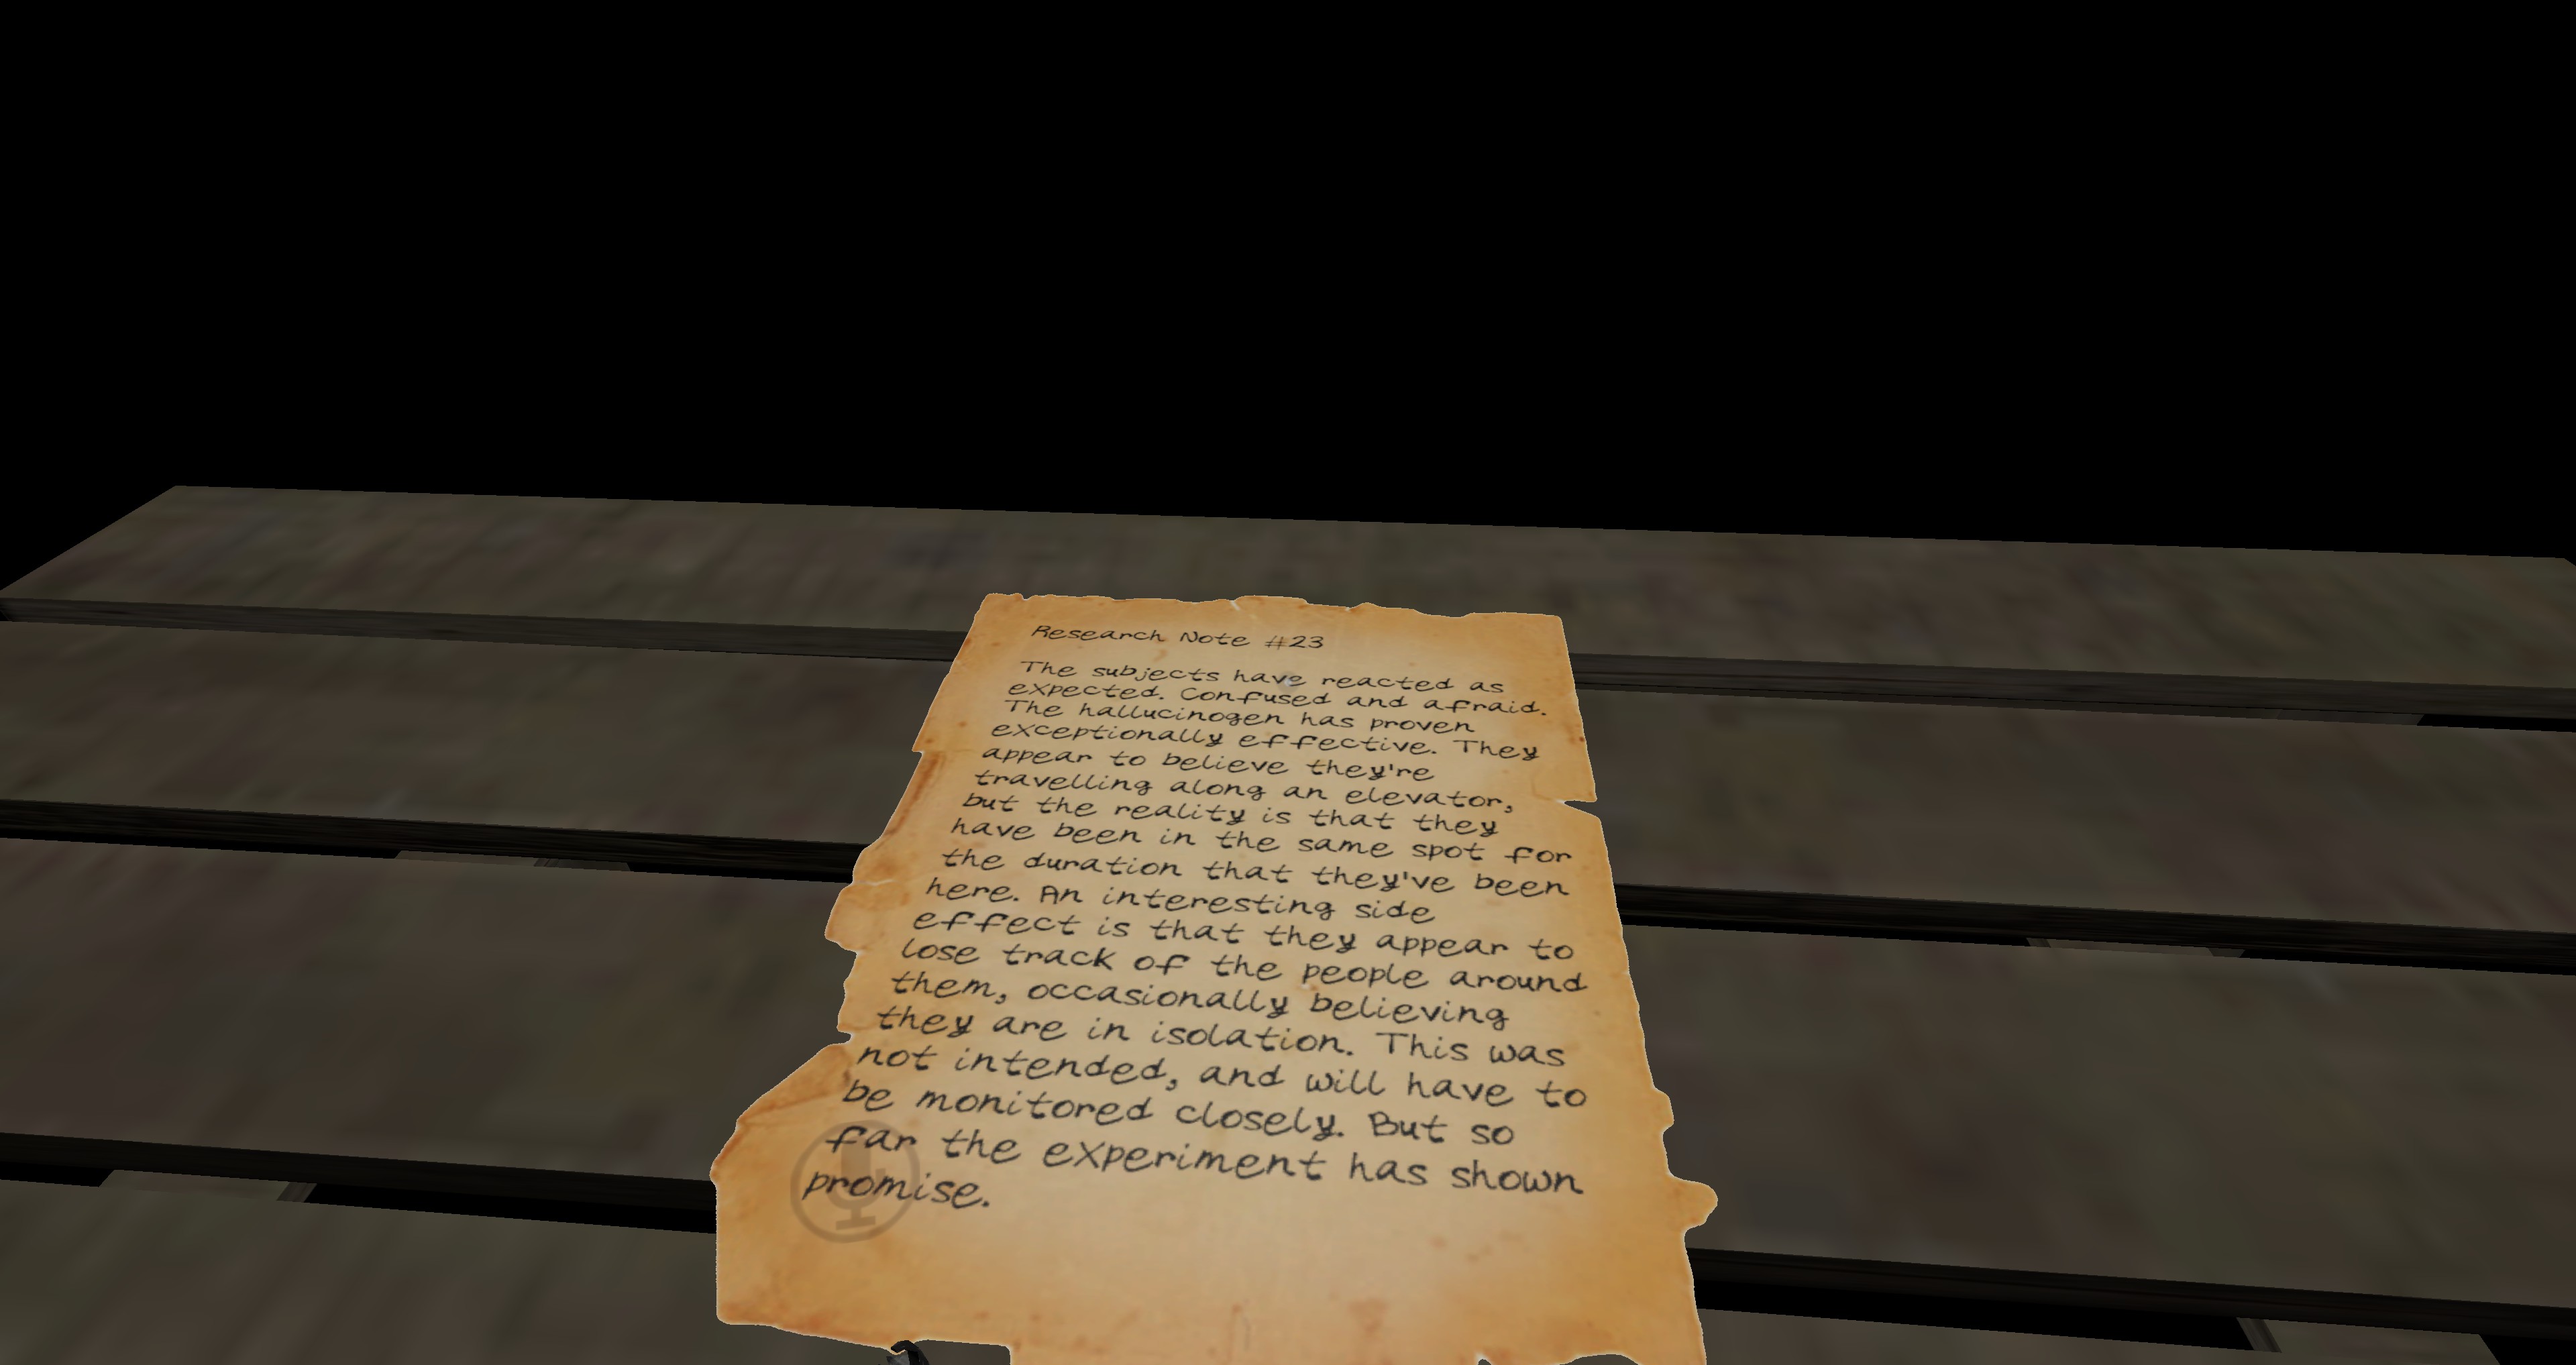 Research Note #23
The subjects have reacted as
expected. Confused and afraid.
The hallucinogen has proven
exceptionally effective. They
appear to believe they're
travelling along an elevator,
but the reality is that they
have been in the same spot for
the duration that they've been
here. An interesting side
effect is that they appear to
lose track of the people around
them, occasionally believing
they are in isolation. This was
not intended, and will have to
be monitored closely. But so
far the experiment has shown
promise.